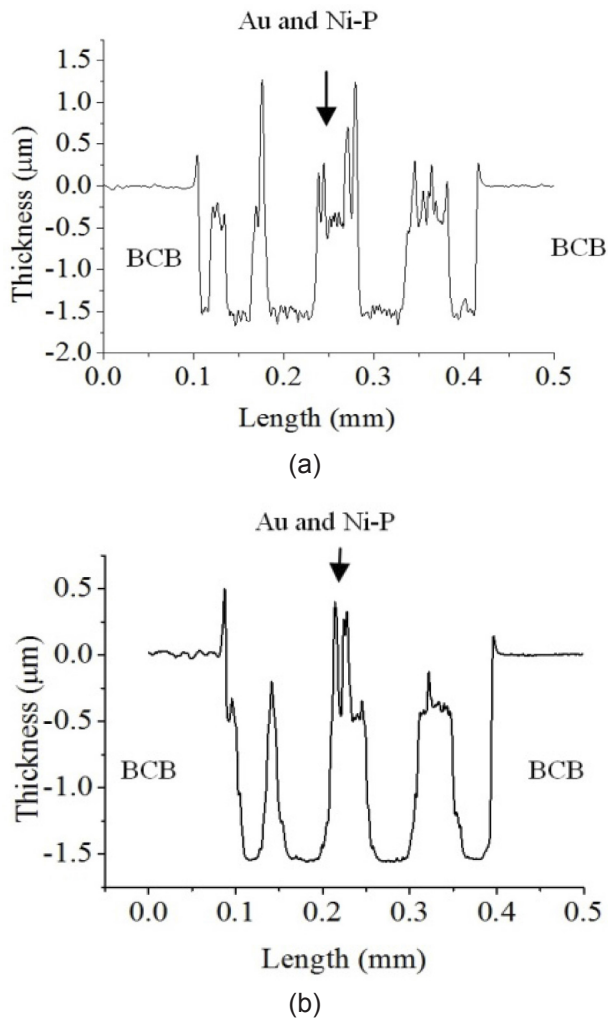 Au and Ni-P
1.5
1.0
0.5
0.0
-0.5
-1.0
-1.5
-2.0
Thickness (μm)
BCB
BCB
0.0 0.1 0.2 0.3 0.4 0.5
Length (mm)
(a)
Au and Ni-P
0.5
0.0
-0.5
-1.0
-1.5
Thickness (μm)
BCB
BCB
0.0 0.1 0.2 0.3 0.4 0.5
Length (mm)
(b)